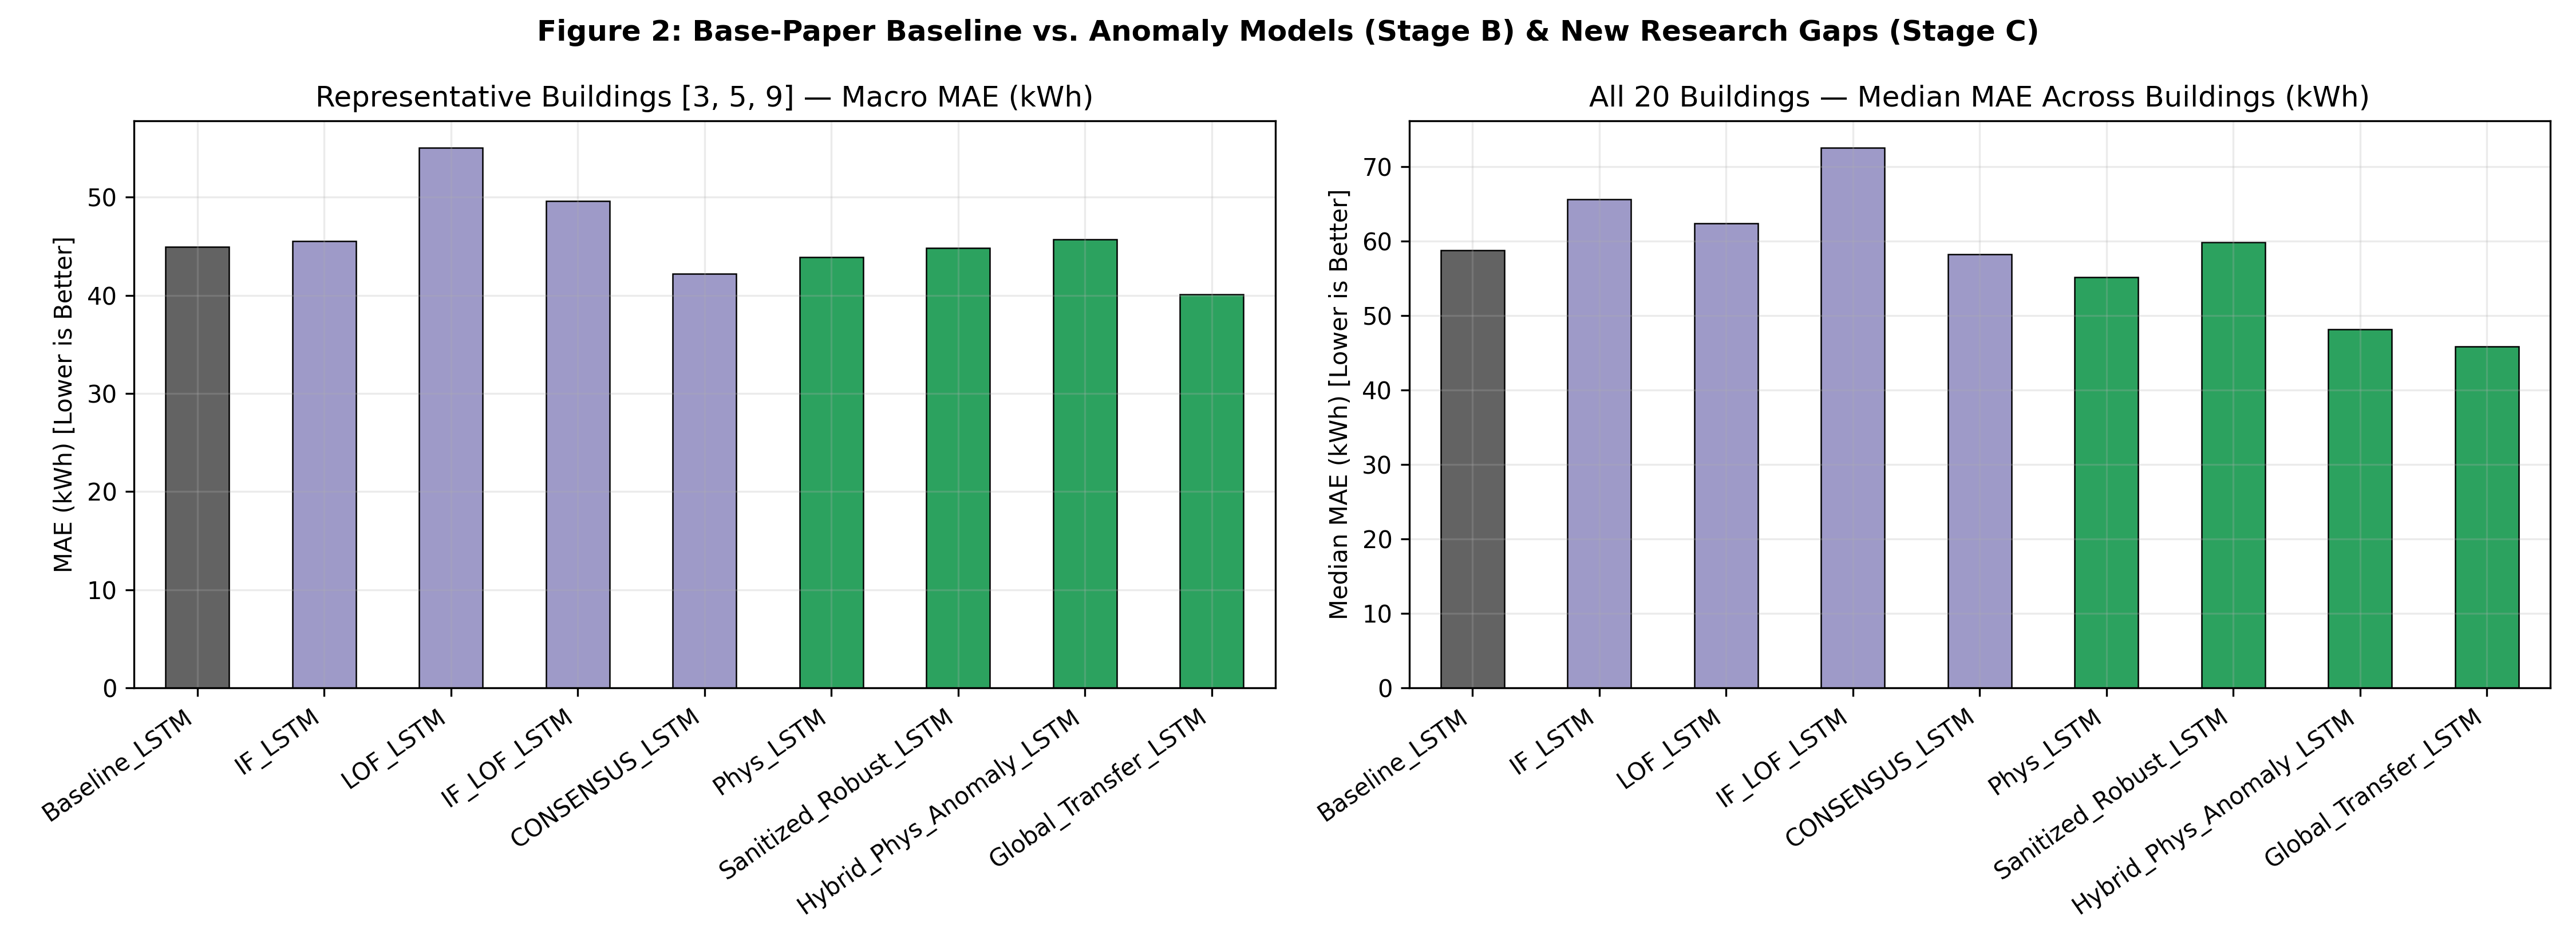 Figure 2: Base-Paper Baseline vs. Anomaly Models (Stage B) & New Research Gaps (Stage C)
Representative Buildings [3, 5, 9] — Macro MAE (kWh)
MAE (kWh) [Lower is Better]
50
40
30
20
10
0
Baseline_LSTM
IF_LSTM
LOF_LSTM
IF_LOF_LSTM
CONSENSUS_LSTM
Phys_LSTM
Sanitized_Robust_LSTM
Hybrid_Phys_Anomaly_LSTM
Global_Transfer_LSTM
All 20 Buildings — Median MAE Across Buildings (kWh)
Median MAE (kWh) [Lower is Better]
70
60
50
40
30
20
10
0
Baseline_LSTM
IF_LSTM
LOF_LSTM
IF_LOF_LSTM
CONSENSUS_LSTM
Phys_LSTM
Sanitized_Robust_LSTM
Hybrid_Phys_Anomaly_LSTM
Global_Transfer_LSTM